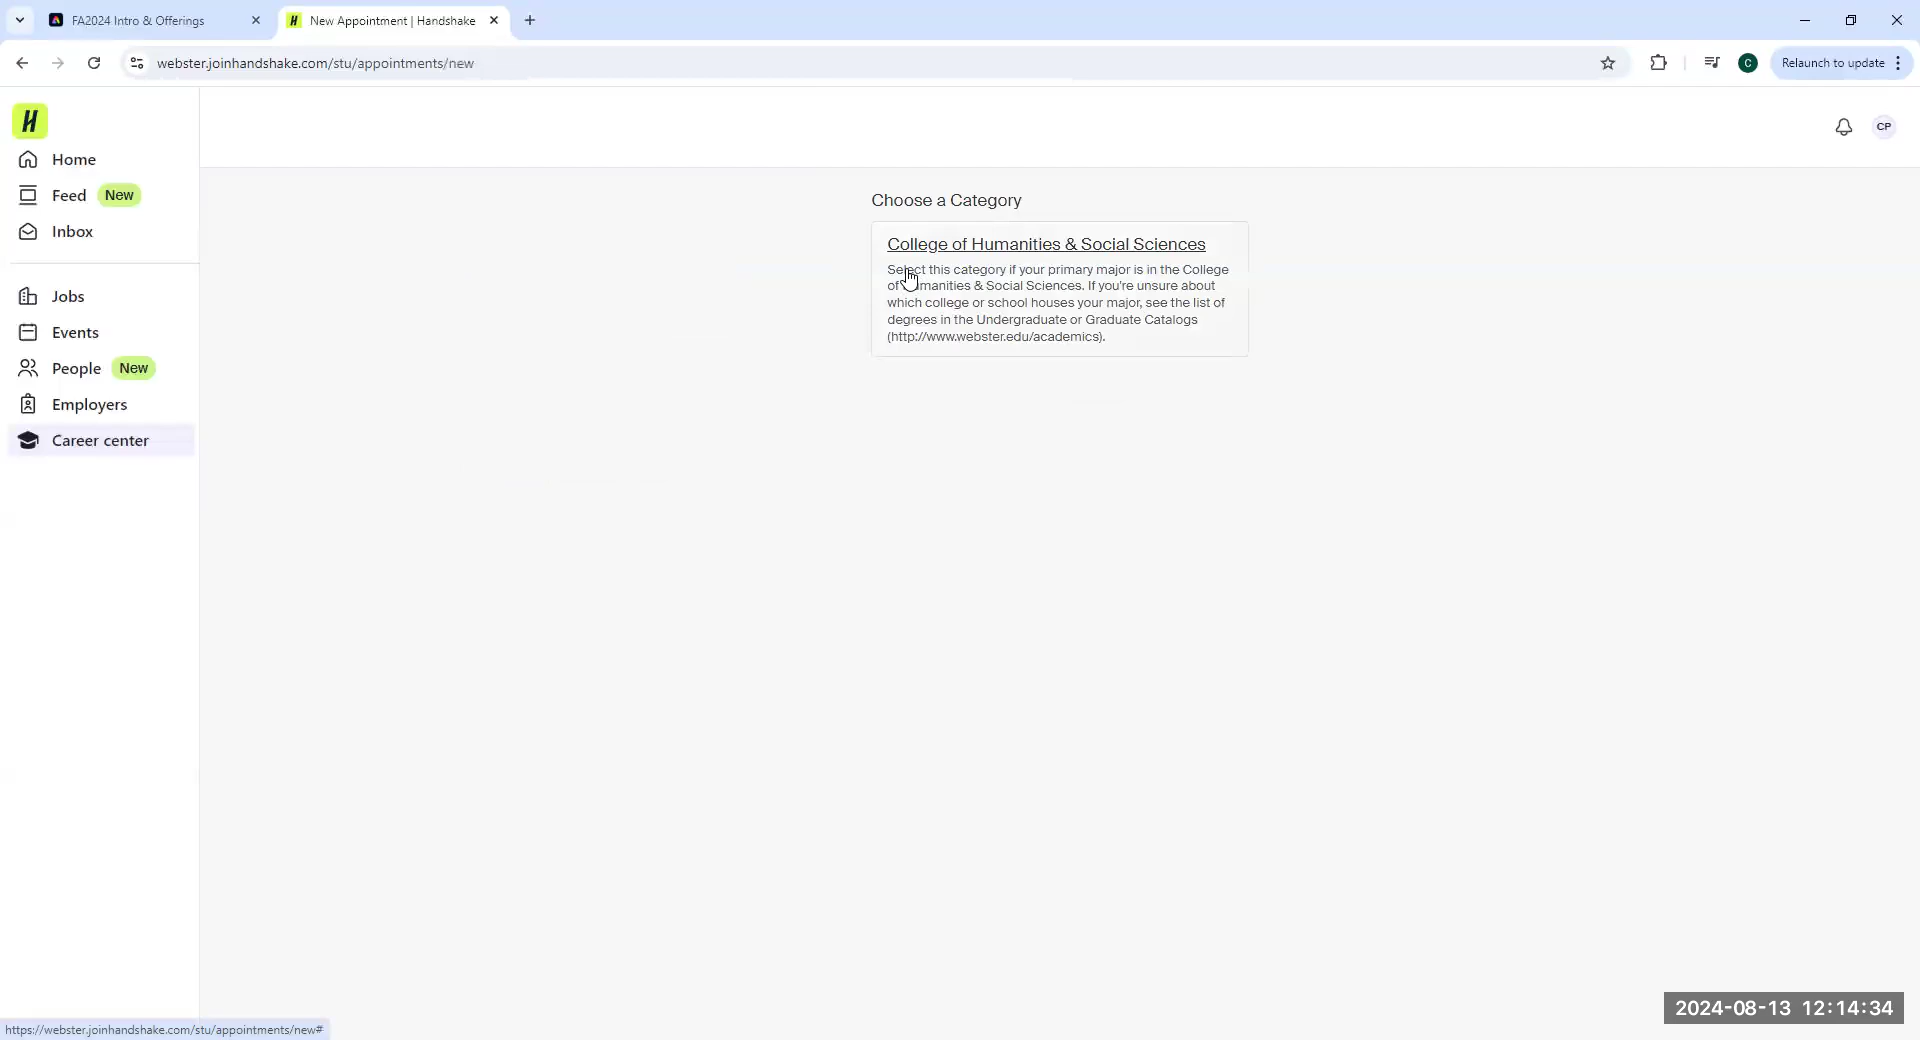 FA2024 Intro & Offerings
New Appointment | Handshake
webster.joinhandshake.com/stu/appointments/new
C
Relaunch to update
H
CP
Home
Feed New
Inbox
Jobs
Events
People New
Employers
Career center
Choose a Category
College of Humanities & Social Sciences
Select this category if your primary major is in the College
of Humanities & Social Sciences. If you're unsure about
which college or school houses your major, see the list of
degrees in the Undergraduate or Graduate Catalogs
(http://www.webster.edu/academics).
2024-08-13 12:14:34
https://webster.joinhandshake.com/stu/appointments/new#